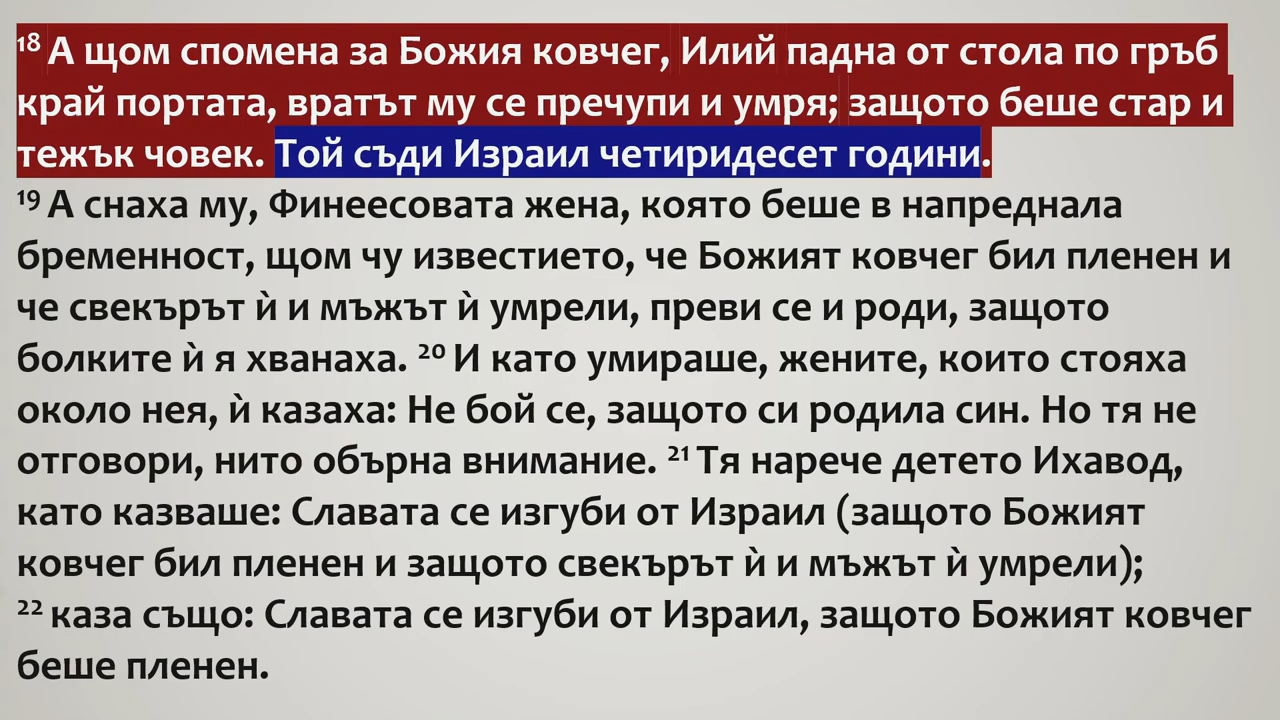 18 А щом спомена за Божия ковчег, Илий падна от стола по гръб
край портата, вратът му се пречупи и умря; защото беше стар и
тежък човек. Той съди Израил четиридесет години.
19 А снаха му, Финеесовата жена, която беше в напреднала
бременност, щом чу известието, че Божият ковчег бил пленен и
че свекърът ѝ и мъжът ѝ умрели, преви се и роди, защото
болките ѝ я хванаха. 20 И като умираше, жените, които стояха
около нея, ѝ казаха: Не бой се, защото си родила син. Но тя не
отговори, нито обърна внимание. 21 Тя нарече детето Ихавод,
като казваше: Славата се изгуби от Израил (защото Божият
ковчег бил пленен и защото свекърът ѝ и мъжът ѝ умрели);
22 каза също: Славата се изгуби от Израил, защото Божият ковчег
беше пленен.